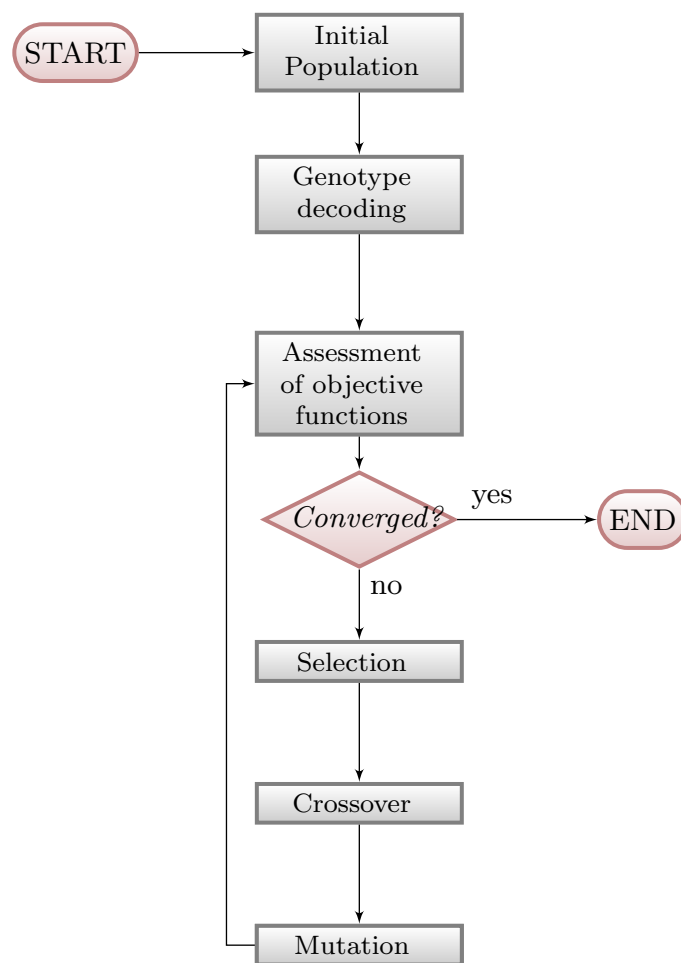 START
Initial
Population
Genotype
decoding
Assessment
of objective
functions
Converged?
yes
END
no
Selection
Crossover
Mutation